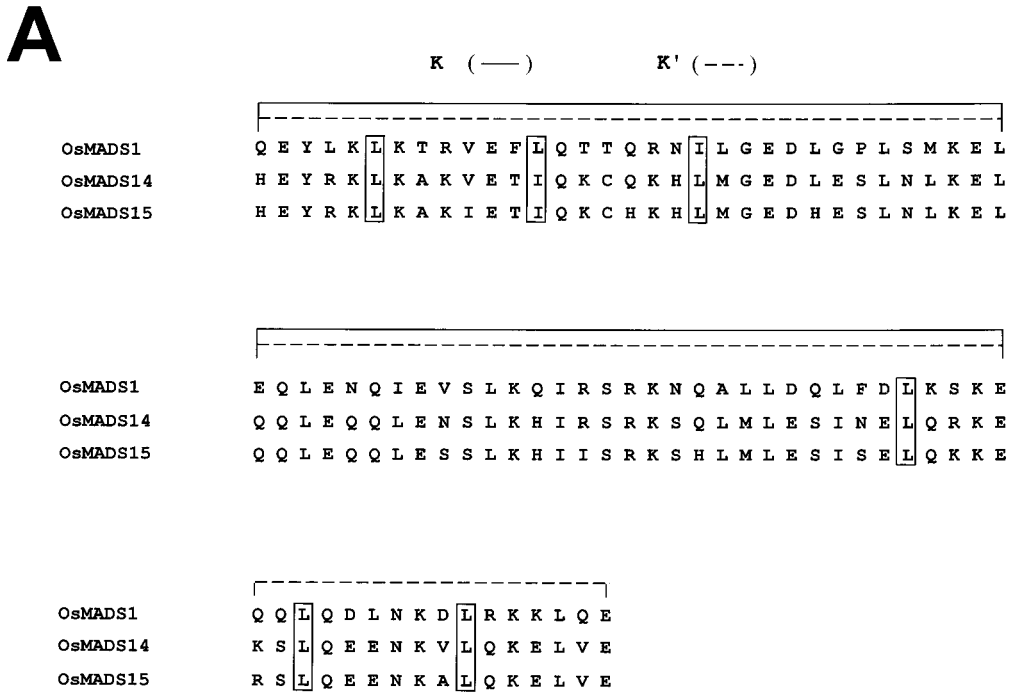 A
K ( —— ) K' ( --- )
OsMADS1 Q E Y L K L K T R V E F L Q T T Q R N I L G E D L G P L S M K E L
OsMADS14 H E Y R K L K A K V E T I Q K C Q K H L M G E D L E S L N L K E L
OsMADS15 H E Y R K L K A K I E T I Q K C H K H L M G E D H E S L N L K E L
OsMADS1 E Q L E N Q I E V S L K Q I R S R K N Q A L L D Q L F D L K S K E
OsMADS14 Q Q L E Q Q L E N S L K H I R S R K S Q L M L E S I N E L Q R K E
OsMADS15 Q Q L E Q Q L E S S L K H I I S R K S H L M L E S I S E L Q K K E
OsMADS1 Q Q L Q D L N K D L R K K L Q E
OsMADS14 K S L Q E E N K V L Q K E L V E
OsMADS15 R S L Q E E N K A L Q K E L V E